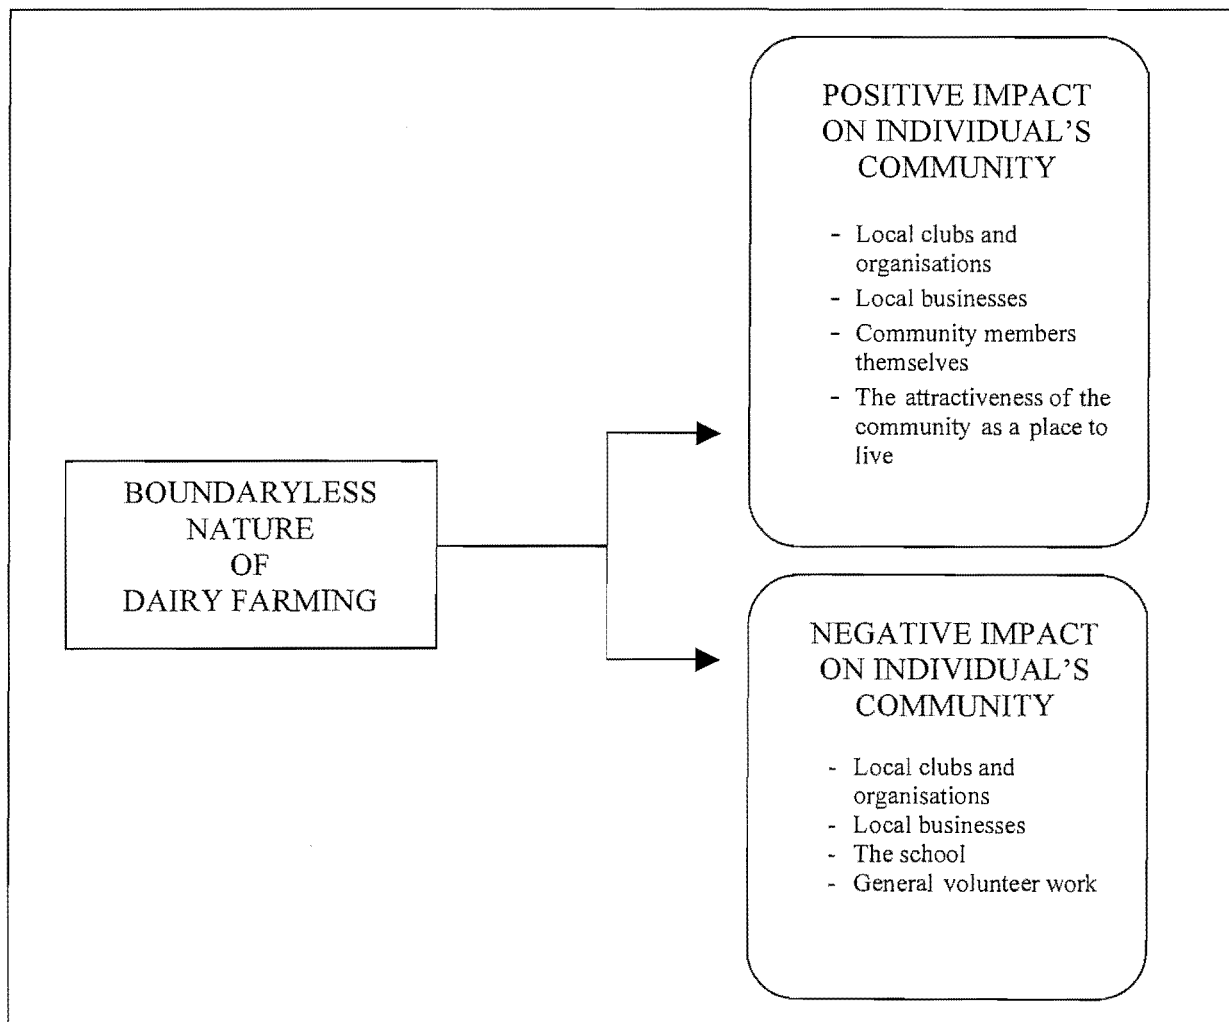 POSITIVE IMPACT
ON INDIVIDUAL'S
COMMUNITY
- Local clubs and
organisations
- Local businesses
- Community members
themselves
- The attractiveness of the
community as a place to
live
BOUNDARYLESS
NATURE
OF
DAIRY FARMING
NEGATIVE IMPACT
ON INDIVIDUAL'S
COMMUNITY
- Local clubs and
organisations
- Local businesses
- The school
- General volunteer work